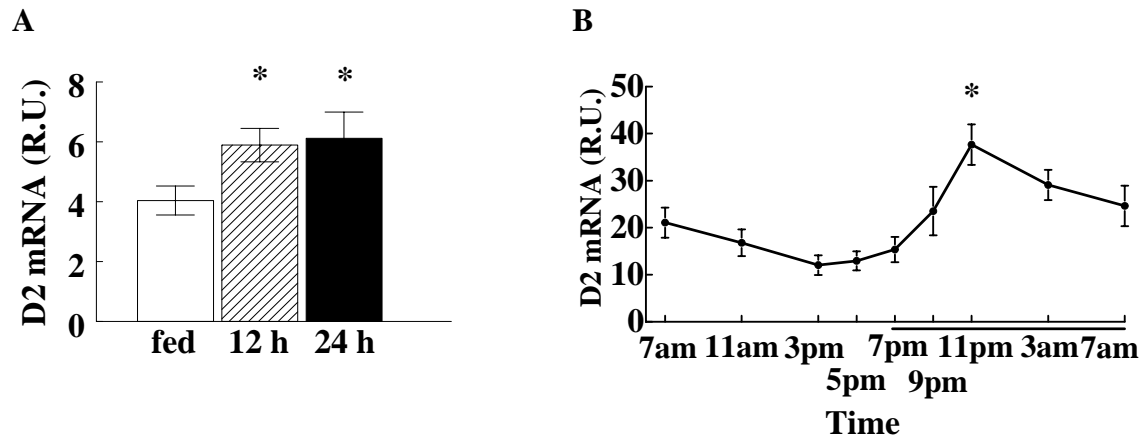 A
D2 mRNA (R.U.)
8
6
4
2
0
*
*
fed 12 h 24 h
B
D2 mRNA (R.U.)
50
40
30
20
10
0
*
7am 11am 3pm 7pm 11pm 3am 7am
5pm 9pm
Time